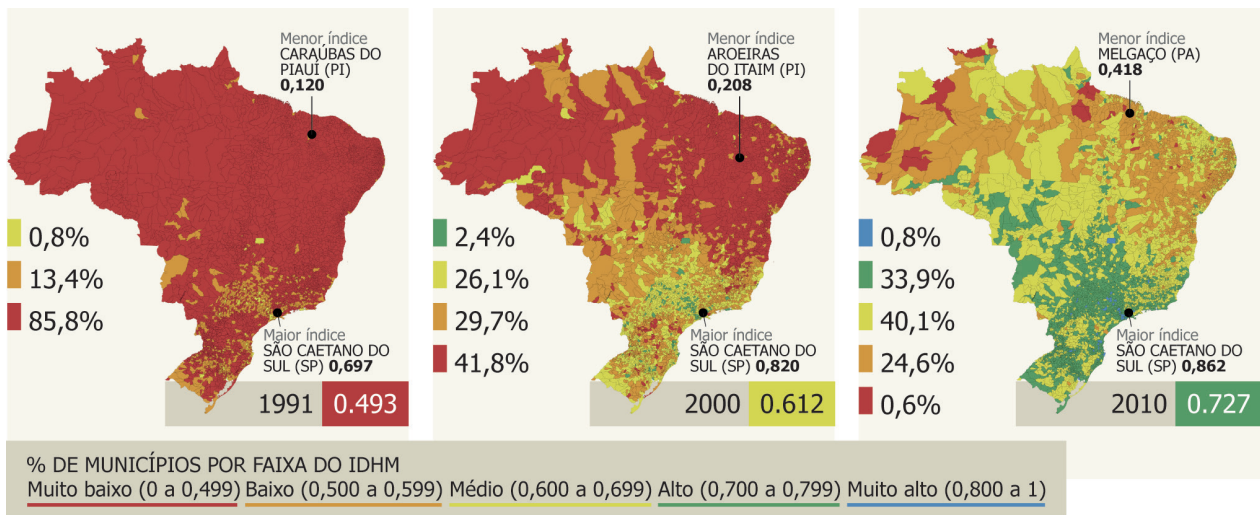 Menor índice
CARAÚBAS DO
PIAUÍ (PI)
0,120
0,8%
13,4%
85,8%
Maior índice
SÃO CAETANO DO
SUL (SP) 0,697
1991 0.493
Menor índice
AROEIRAS
DO ITAIM (PI)
0,208
2,4%
26,1%
29,7%
41,8%
Maior índice
SÃO CAETANO DO
SUL (SP) 0,820
2000 0.612
Menor índice
MELGAÇO (PA)
0,418
0,8%
33,9%
40,1%
24,6%
0,6%
Maior índice
SÃO CAETANO DO
SUL (SP) 0,862
2010 0.727
% DE MUNICÍPIOS POR FAIXA DO IDHM
Muito baixo (0 a 0,499) Baixo (0,500 a 0,599) Médio (0,600 a 0,699) Alto (0,700 a 0,799) Muito alto (0,800 a 1)